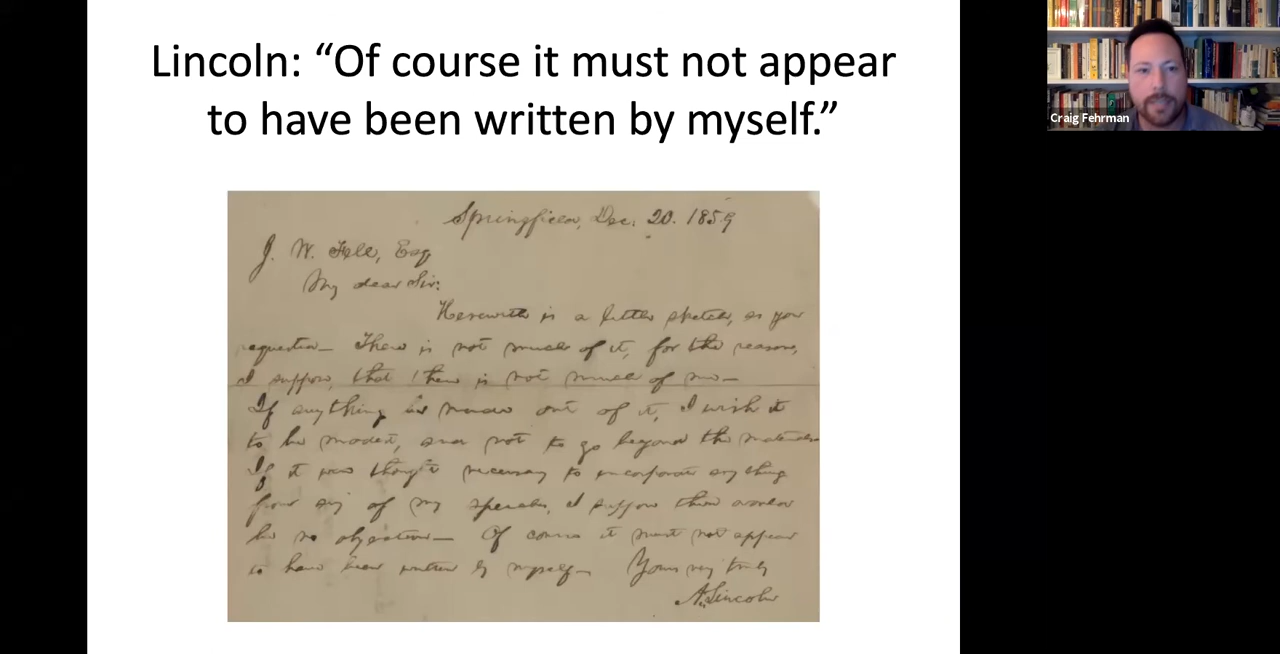 Lincoln: “Of course it must not appear
to have been written by myself.”
Craig Fehrman
Springfield, Dec. 20. 1859
J. W. Fell, Esq
My dear Sir:
Herewith is a little sketch, as you
requested— There is not much of it, for the reason,
I suppose, that there is not much of me—
If anything be made out of it, I wish it
to be modest, and not to go beyond the materials
If it were thought necessary to incorporate any thing
from any of my speeches, I suppose there would
be no objection— Of course it must not appear
to have been written by myself— Yours very truly
A. Lincoln